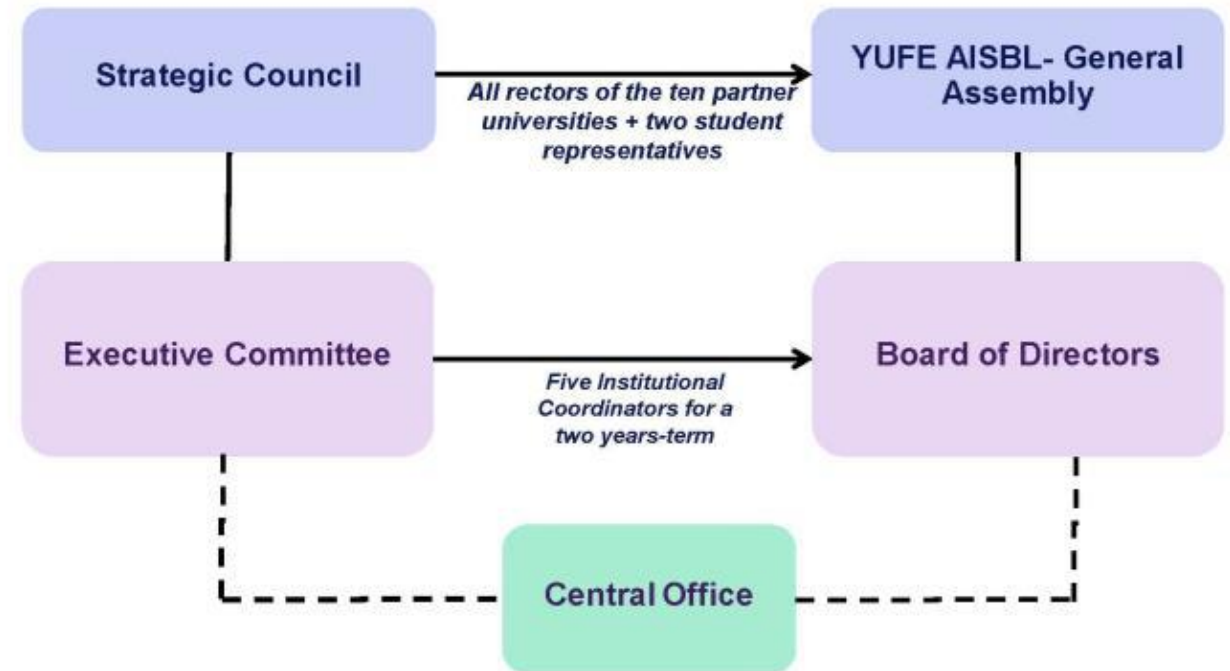 Strategic Council
YUFE AISBL- General
Assembly
All rectors of the ten partner
universities + two student
representatives
Executive Committee
Board of Directors
Five Institutional
Coordinators for a
two years-term
Central Office